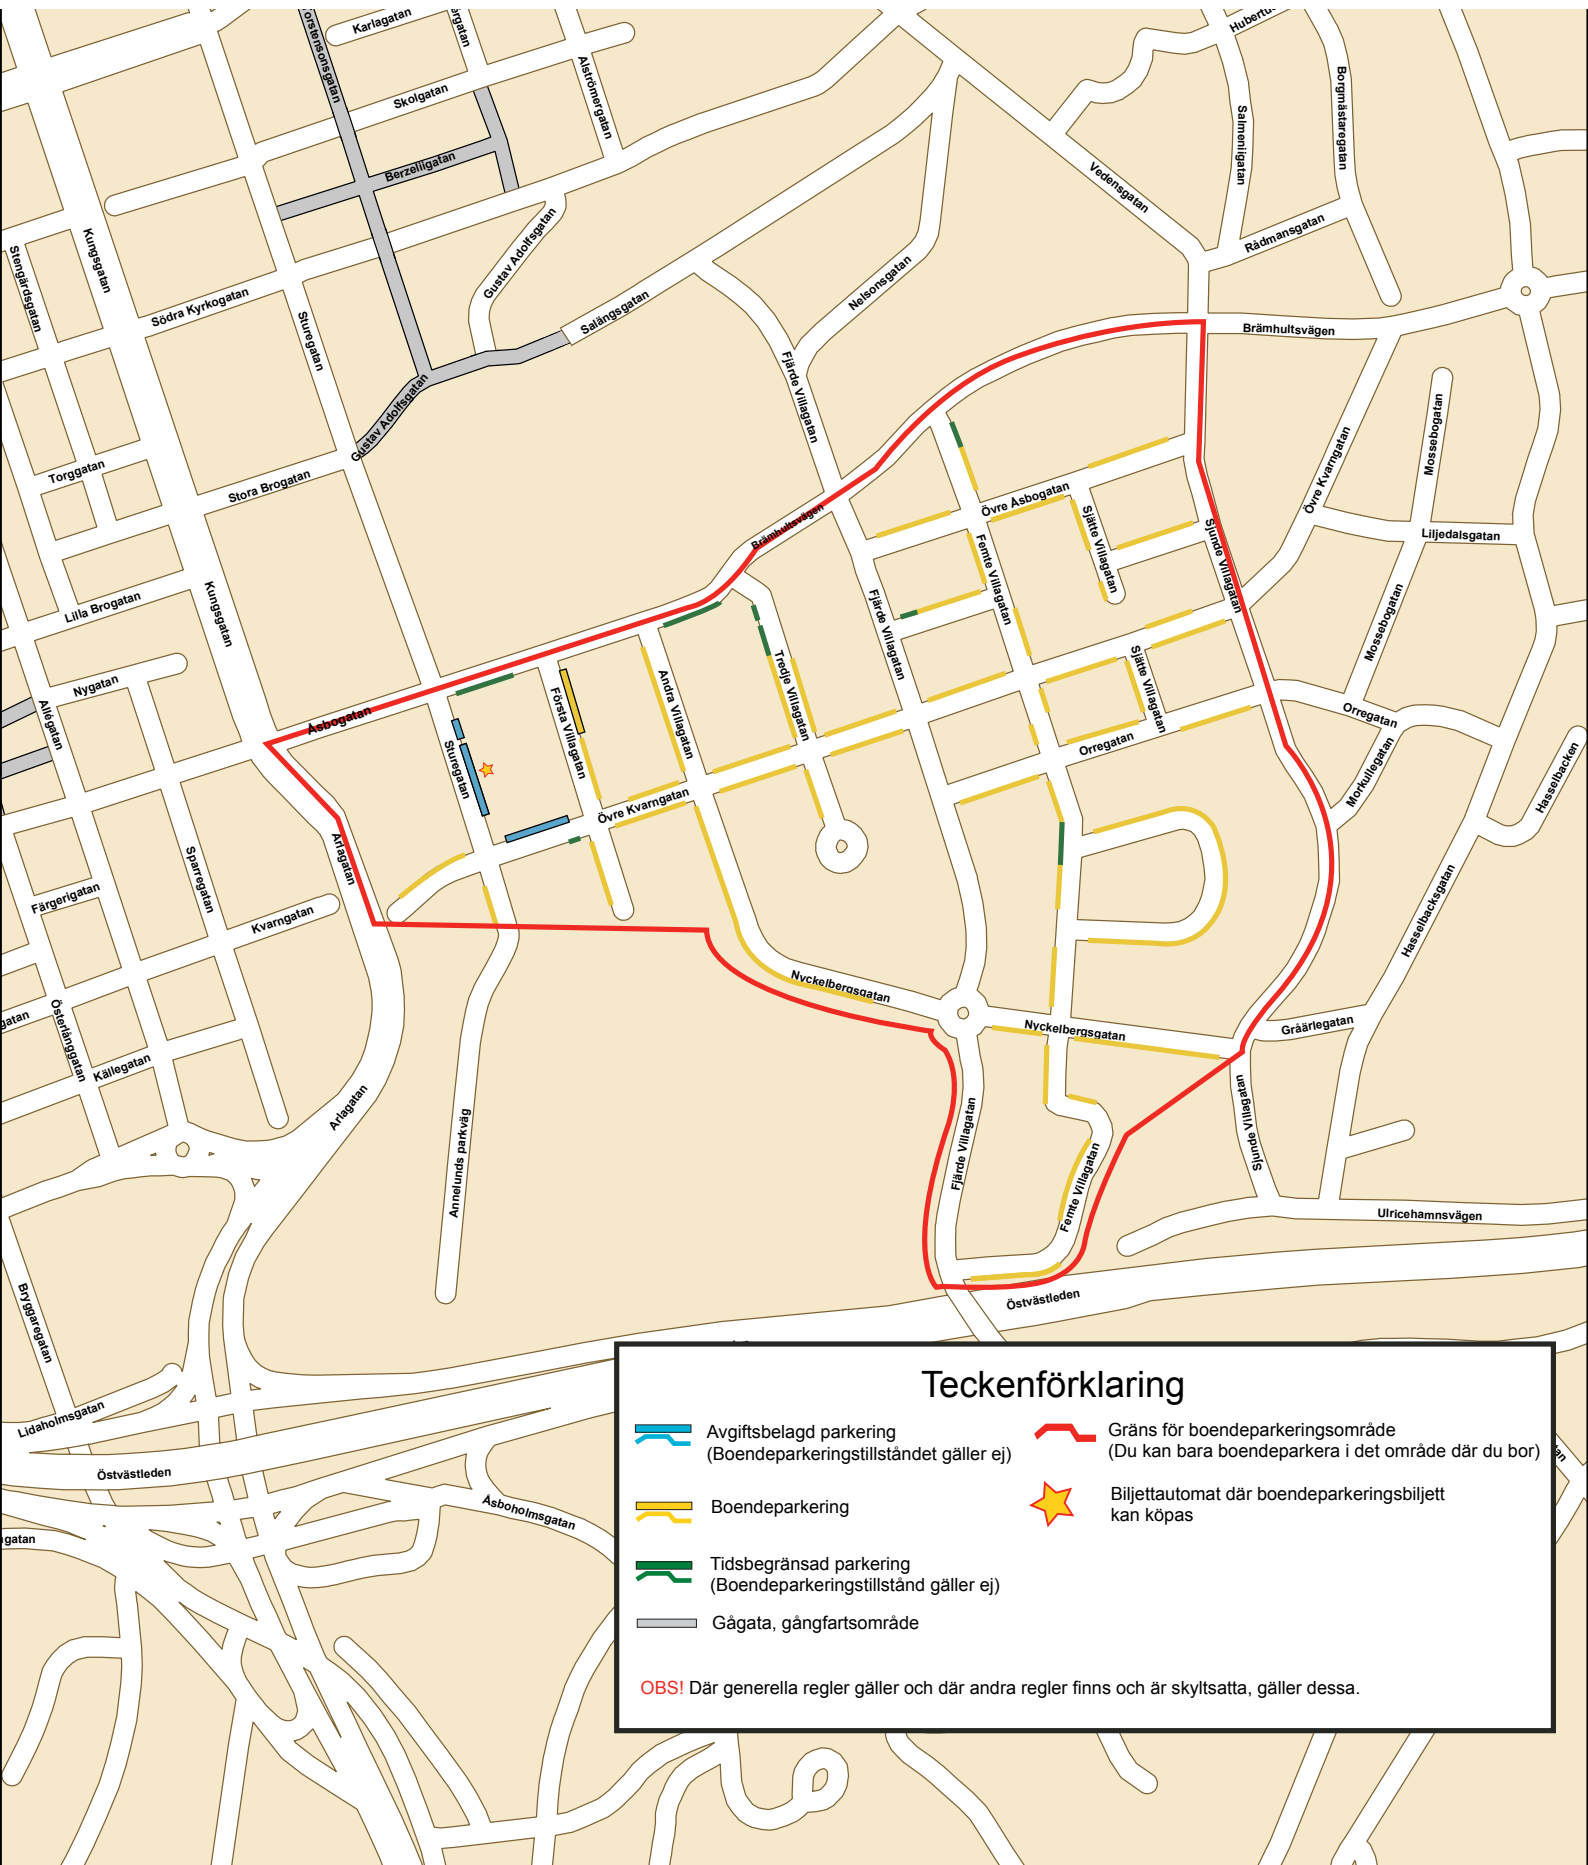 Karlagatan
Skolgatan
Alströmergatan
Berzeliigatan
Hubertu
Borgmästaregatan
Salmeniigatan
Vedensgatan
Rådmansgatan
Stengärdsgatan
Kungsgatan
Södra Kyrkogatan
Sturegatan
Gustav Adolfsgatan
Salängsgatan
Nelsonsgatan
Brämhultsvägen
Fjärde Villagatan
Gustav Adolfsgatan
Torggatan
Stora Brogatan
Mossebogatan
Övre Kvarngatan
Övre Åsbogatan
Brämhultsvägen
Sjätte Villagatan
Femte Villagatan
Sjunde Villagatan
Liljedalsgatan
Lilla Brogatan
Kungsgatan
Fjärde Villagatan
Mossebogatan
Nygatan
Allégatan
Åsbogatan
Första Villagatan
Andra Villagatan
Tredje Villagatan
Sjätte Villagatan
Orregatan
Orregatan
Sturegatan
Övre Kvarngatan
Morkullegatan
Hasselbacken
Arlagatan
Sparregatan
Färgerigatan
Kvarngatan
Hasselbacksgatan
Nyckelbergsgatan
Nyckelbergsgatan
Gråärlegatan
gatan
Österlånggatan
Källegatan
Arlagatan
Annelunds parkväg
Fjärde Villagatan
Femte Villagatan
Sjunde Villagatan
Ulricehamnsvägen
Östvästleden
Bryggaregatan
Lidaholmsgatan
Östvästleden
Åsboholmsgatan
Teckenförklaring
Avgiftsbelagd parkering
(Boendeparkeringstillståndet gäller ej)
Boendeparkering
Tidsbegränsad parkering
(Boendeparkeringstillstånd gäller ej)
Gågata, gångfartsområde
Gräns för boendeparkeringsområde
(Du kan bara boendeparkera i det område där du bor)
Biljettautomat där boendeparkeringsbiljett
kan köpas
OBS! Där generella regler gäller och där andra regler finns och är skyltsatta, gäller dessa.